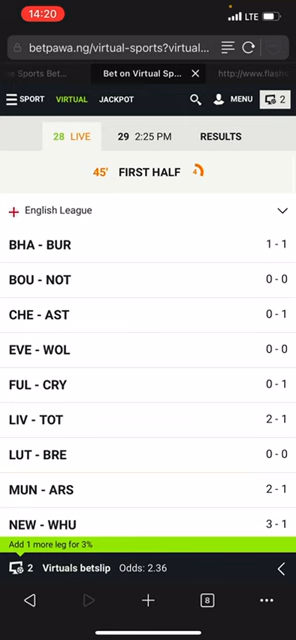 14:20
LTE
betpawa.ng/virtual-sports?virtual...
e Sports Bet...
Bet on Virtual Sp...
http://www.flash
SPORT
VIRTUAL
JACKPOT
MENU
2
28 LIVE
29 2:25 PM
RESULTS
45' FIRST HALF
4
English League
BHA - BUR 1 - 1
BOU - NOT 0 - 0
CHE - AST 0 - 1
EVE - WOL 0 - 0
FUL - CRY 0 - 1
LIV - TOT 2 - 1
LUT - BRE 0 - 0
MUN - ARS 2 - 1
NEW - WHU 3 - 1
Add 1 more leg for 3%
2 Virtuals betslip Odds: 2.36
8